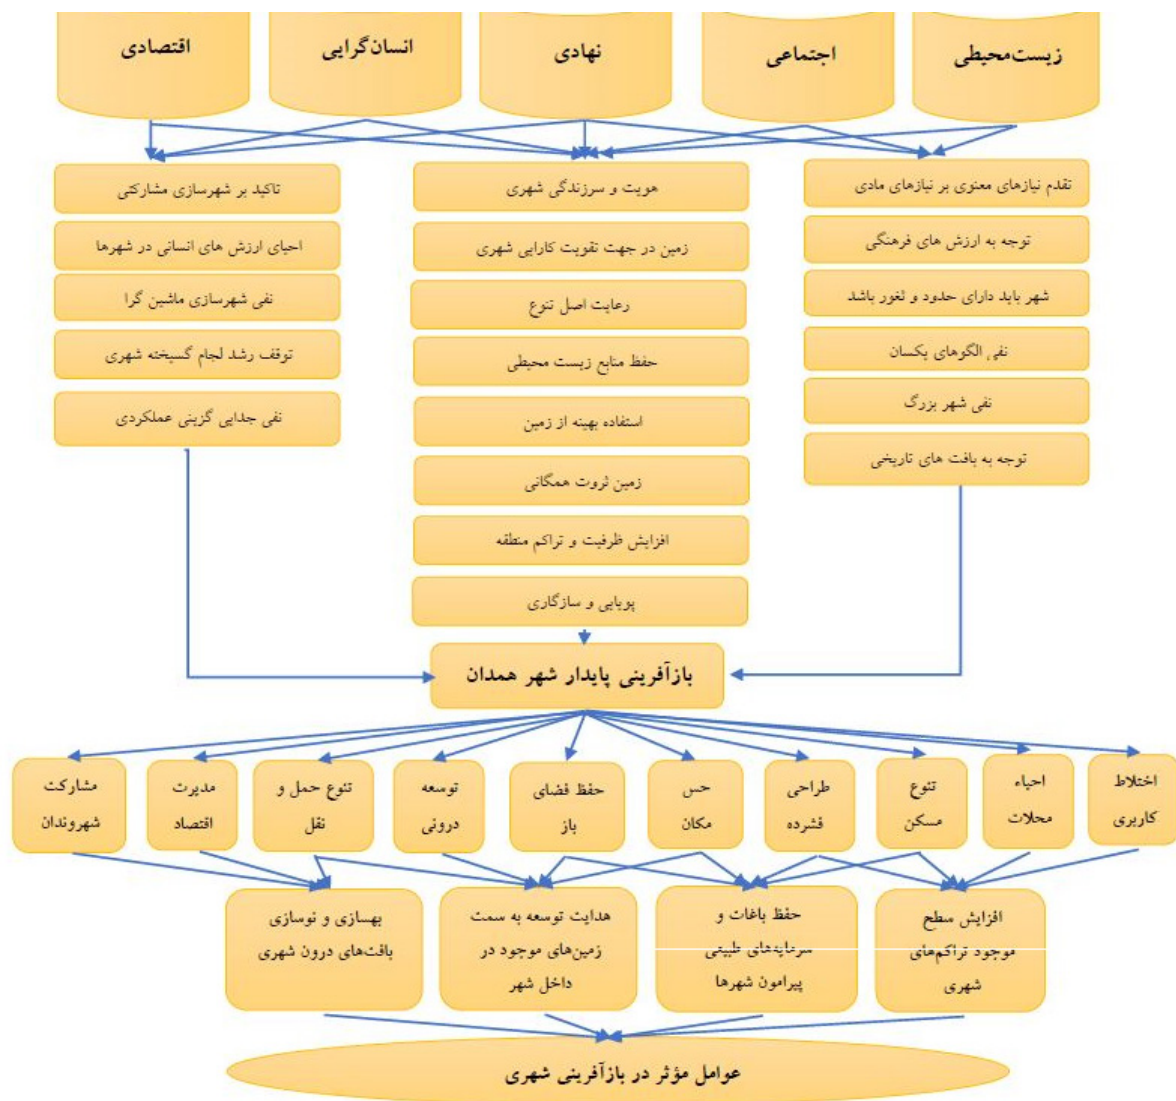 زیست‌محیطی
اجتماعی
نهادی
انسان‌گرایی
اقتصادی
تقدم نیازهای معنوی بر نیازهای مادی
توجه به ارزش های فرهنگی
شهر باید دارای حدود و ثغور باشد
نفی الگوهای یکسان
نفی شهر بزرگ
توجه به بافت های تاریخی
هویت و سرزندگی شهری
زمین در جهت تقویت کارایی شهری
رعایت اصل تنوع
حفظ منابع زیست محیطی
استفاده بهینه از زمین
زمین ثروت همگانی
افزایش ظرفیت و تراکم منطقه
پویایی و سازگاری
تاکید بر شهرسازی مشارکتی
احیای ارزش های انسانی در شهرها
نفی شهرسازی ماشین گرا
توقف رشد لجام گسیخته شهری
نفی جدایی گزینی عملکردی
بازآفرینی پایدار شهر همدان
اختلاط
کاربری
احیاء
محلات
تنوع
مسکن
طراحی
فشرده
حس
مکان
حفظ فضای
باز
توسعه
درونی
تنوع حمل و
نقل
مدیرت
اقتصاد
مشارکت
شهروندان
افزایش سطح
موجود تراکم‌های
شهری
حفظ باغات و
سرمایه‌های طبیعی
پیرامون شهرها
هدایت توسعه به سمت
زمین‌های موجود در
داخل شهر
بهسازی و نوسازی
بافت‌های درون شهری
عوامل مؤثر در بازآفرینی شهری